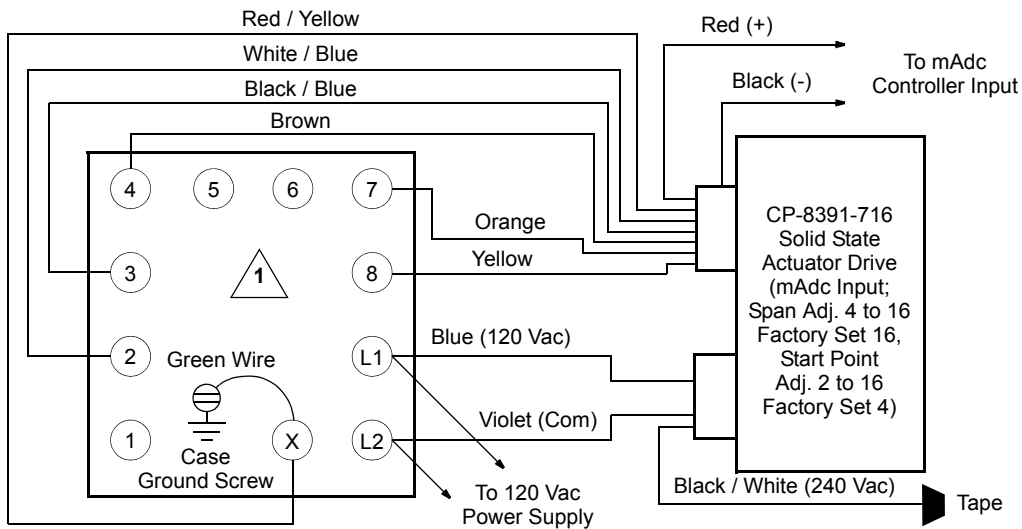 Red / Yellow
Red (+)
White / Blue
To mAdc
Controller Input
Black / Blue
Black (-)
Brown
4
5
6
7
Orange
CP-8391-716
Solid State
Actuator Drive
(mAdc Input;
Span Adj. 4 to 16
Factory Set 16,
Start Point
Adj. 2 to 16
Factory Set 4)
3
1
8
Yellow
Blue (120 Vac)
2
Green Wire
L1
Violet (Com)
1
X
L2
Case
Ground Screw
To 120 Vac
Power Supply
Black / White (240 Vac)
Tape